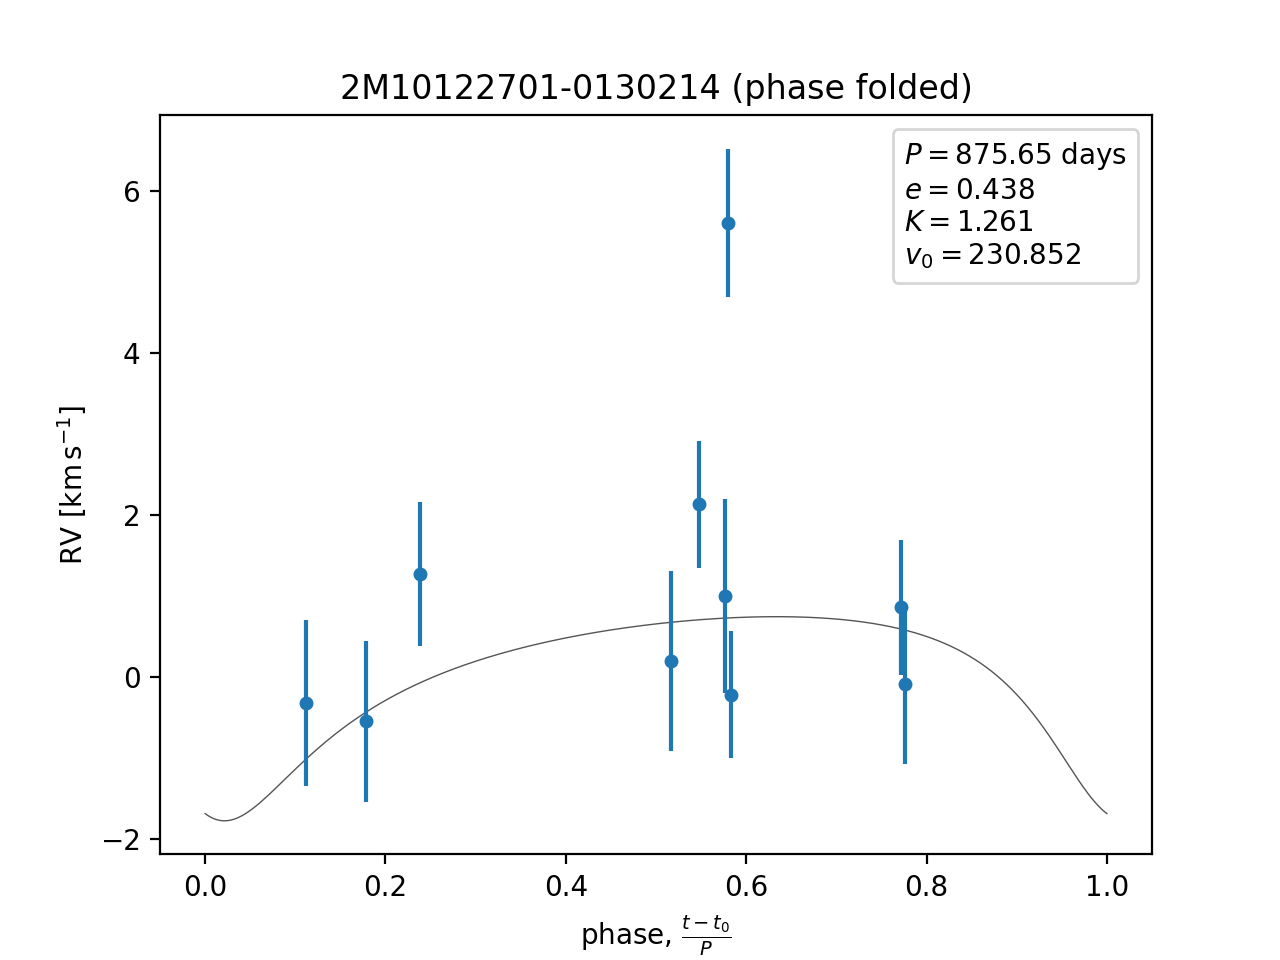 2M10122701-0130214 (phase folded)
P = 875.65 days
e = 0.438
K = 1.261
v₀ = 230.852
6
4
2
0
−2
RV [km s⁻¹]
0.0 0.2 0.4 0.6 0.8 1.0
phase, (t − t₀)/P